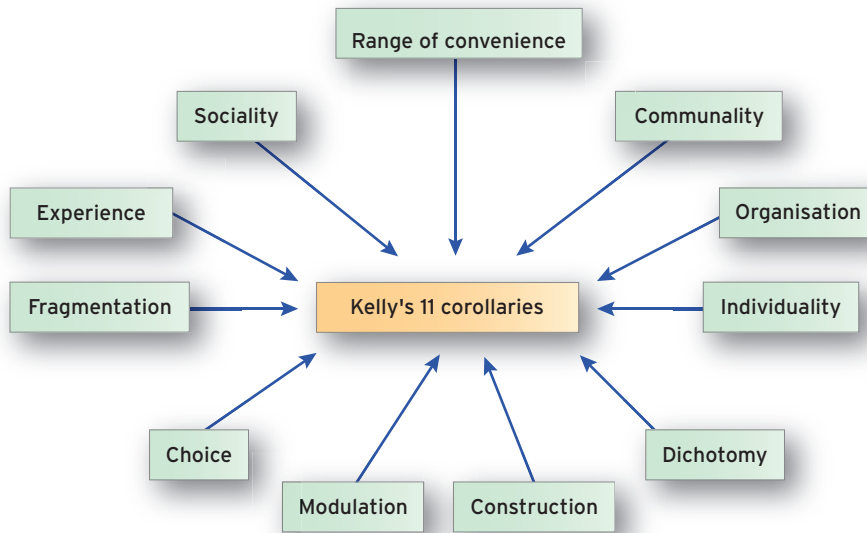 Range of convenience
Sociality
Communality
Experience
Organisation
Fragmentation
Kelly's 11 corollaries
Individuality
Choice
Dichotomy
Modulation
Construction